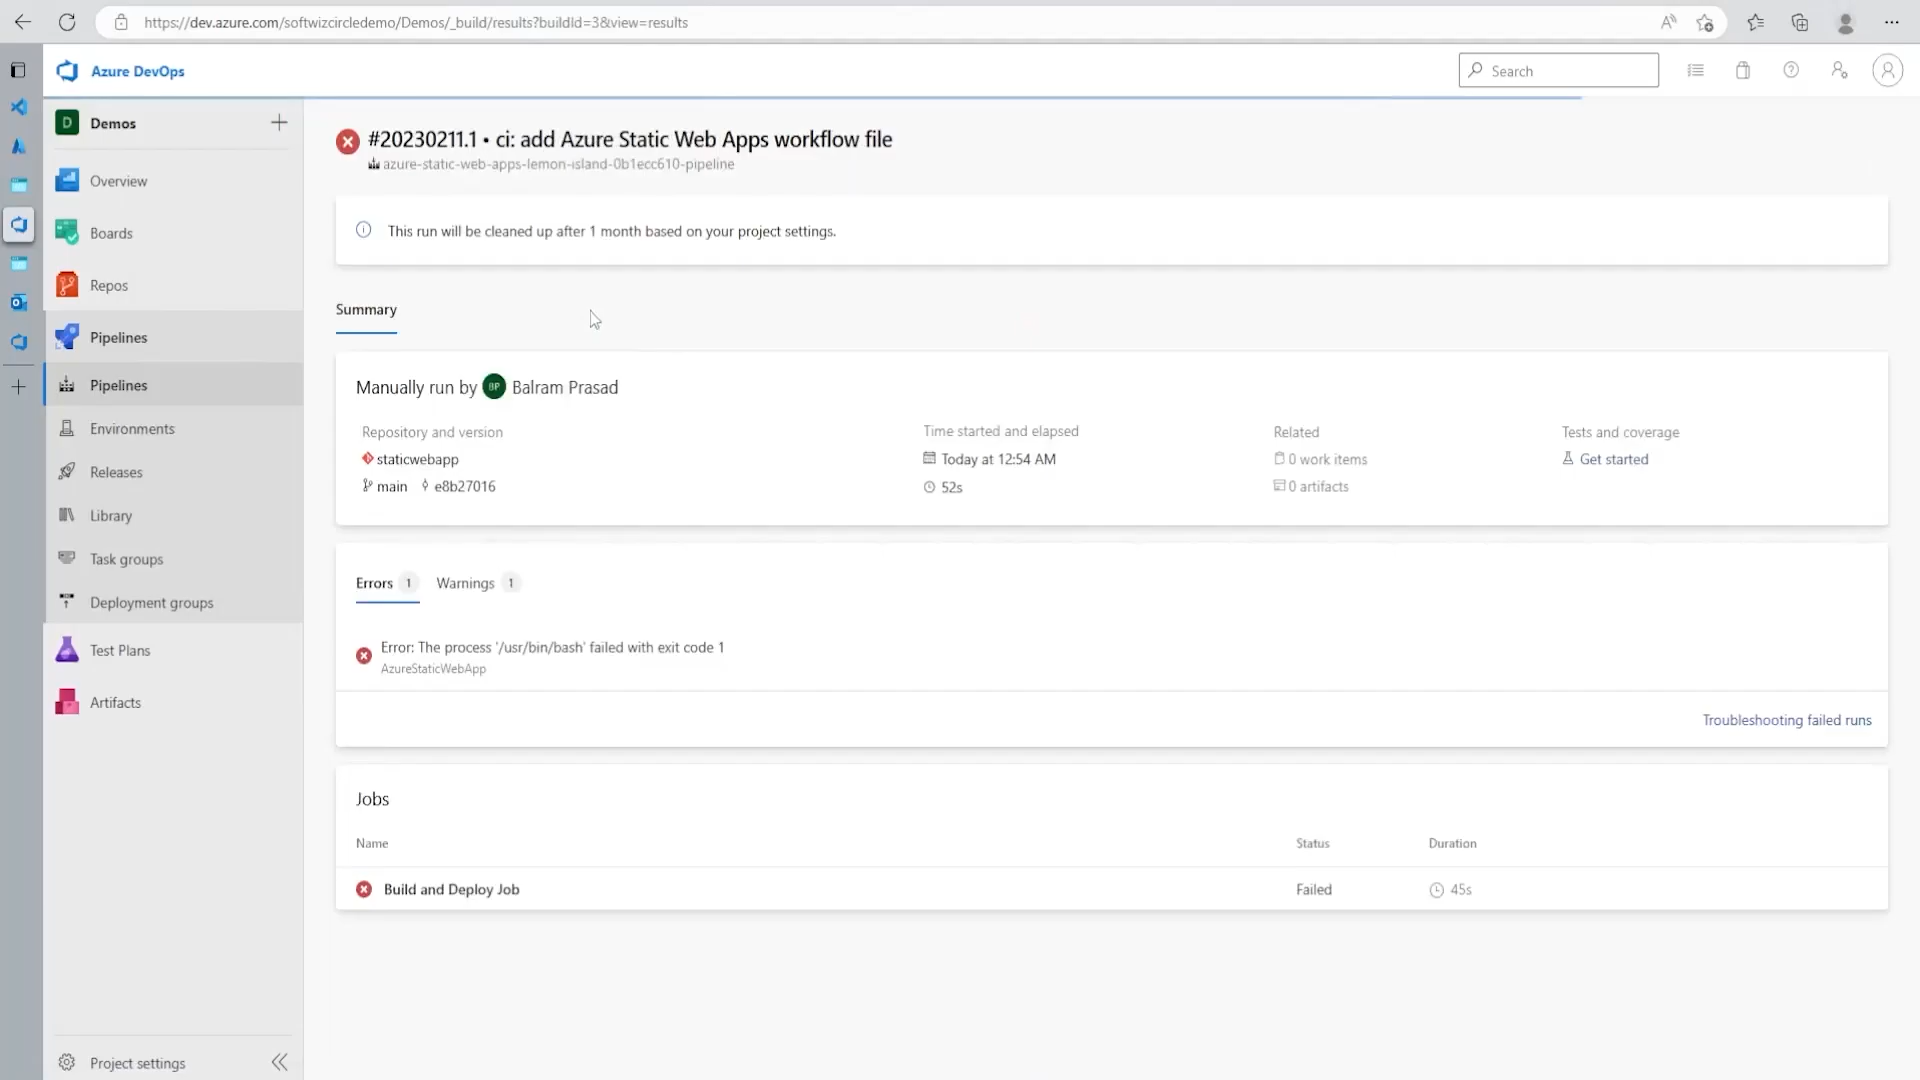 https://dev.azure.com/softwizcircledemo/Demos/_build/results?buildId=3&view=results
Azure DevOps
Search
D Demos
Overview
Boards
Repos
Pipelines
Pipelines
Environments
Releases
Library
Task groups
Deployment groups
Test Plans
Artifacts
Project settings
#20230211.1 • ci: add Azure Static Web Apps workflow file
azure-static-web-apps-lemon-island-0b1ecc610-pipeline
This run will be cleaned up after 1 month based on your project settings.
Summary
Manually run by BP Balram Prasad
Repository and version
staticwebapp
main e8b27016
Time started and elapsed
Today at 12:54 AM
52s
Related
0 work items
0 artifacts
Tests and coverage
Get started
Errors 1 Warnings 1
Error: The process '/usr/bin/bash' failed with exit code 1
AzureStaticWebApp
Troubleshooting failed runs
Jobs
Name Status Duration
Build and Deploy Job Failed 45s